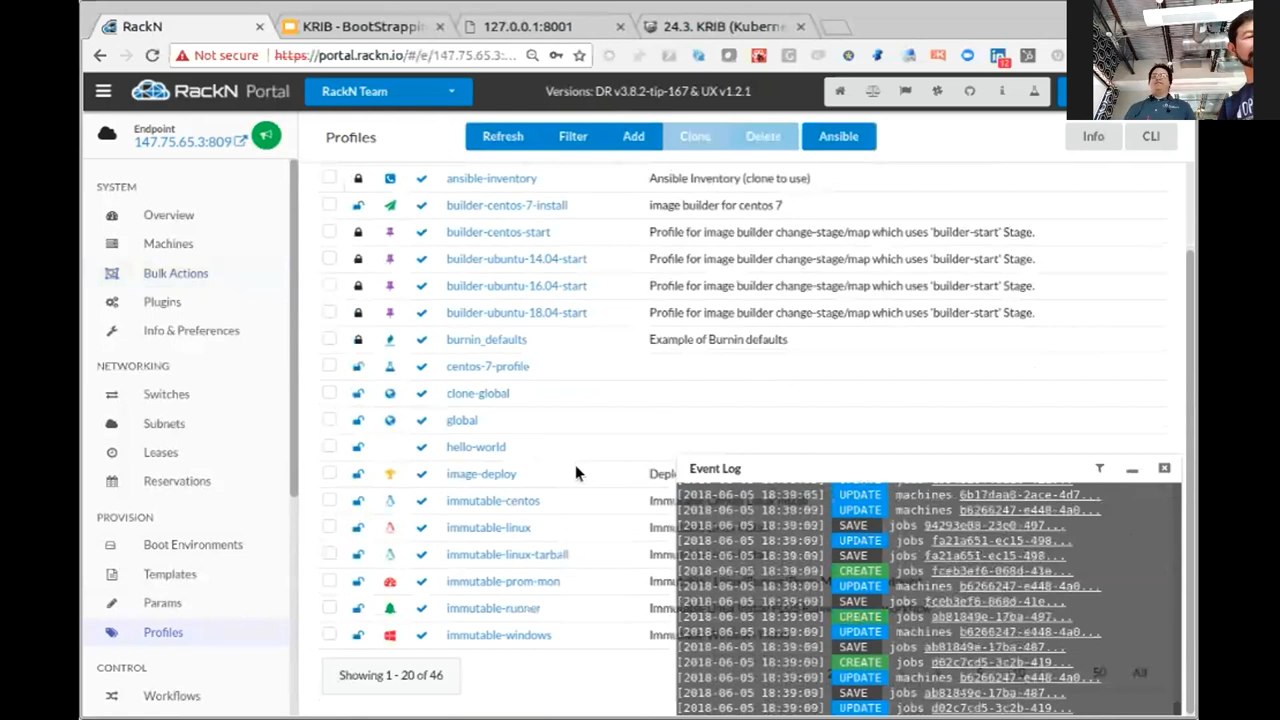 RackN
KRIB - BootStrappin
127.0.0.1:8001
24.3. KRIB (Kuberne
Not secure
https://portal.rackn.io/#/e/147.75.65.3:
12
RackN Portal
RackN Team
Versions: DR v3.8.2-tip-167 & UX v1.2.1
Endpoint
147.75.65.3:809
Profiles
Refresh
Filter
Add
Clone
Delete
Ansible
Info
CLI
SYSTEM
Overview
Machines
Bulk Actions
Plugins
Info & Preferences
NETWORKING
Switches
Subnets
Leases
Reservations
PROVISION
Boot Environments
Templates
Params
Profiles
CONTROL
Workflows
ansible-inventory Ansible Inventory (clone to use)
builder-centos-7-install image builder for centos 7
builder-centos-start Profile for image builder change-stage/map which uses 'builder-start' Stage.
builder-ubuntu-14.04-start Profile for image builder change-stage/map which uses 'builder-start' Stage.
builder-ubuntu-16.04-start Profile for image builder change-stage/map which uses 'builder-start' Stage.
builder-ubuntu-18.04-start Profile for image builder change-stage/map which uses 'builder-start' Stage.
burnin_defaults Example of Burnin defaults
centos-7-profile
clone-global
global
hello-world
image-deploy Depl
immutable-centos Immu
immutable-linux Immu
immutable-linux-tarball Immu
immutable-prom-mon Immu
immutable-runner Immu
immutable-windows Immu
Showing 1 - 20 of 46
50 All
Event Log
[2018-06-05 18:39:05] UPDATE machines 6b17daa8-2ace-4d7...
[2018-06-05 18:39:09] UPDATE machines b6266247-e448-4a0...
[2018-06-05 18:39:09] SAVE jobs 94293e08-23e0-497...
[2018-06-05 18:39:09] UPDATE jobs fa21a651-ec15-498...
[2018-06-05 18:39:09] SAVE jobs fa21a651-ec15-498...
[2018-06-05 18:39:09] CREATE jobs fceb3ef6-068d-41e...
[2018-06-05 18:39:09] UPDATE machines b6266247-e448-4a0...
[2018-06-05 18:39:09] SAVE jobs fceb3ef6-068d-41e...
[2018-06-05 18:39:09] CREATE jobs ab81849e-17ba-487...
[2018-06-05 18:39:09] UPDATE machines b6266247-e448-4a0...
[2018-06-05 18:39:09] SAVE jobs ab81849e-17ba-487...
[2018-06-05 18:39:09] CREATE jobs d02c7cd5-3c2b-419...
[2018-06-05 18:39:09] UPDATE machines b6266247-e448-4a0...
[2018-06-05 18:39:09] SAVE jobs ab81849e-17ba-487...
[2018-06-05 18:39:09] UPDATE jobs d02c7cd5-3c2b-419...